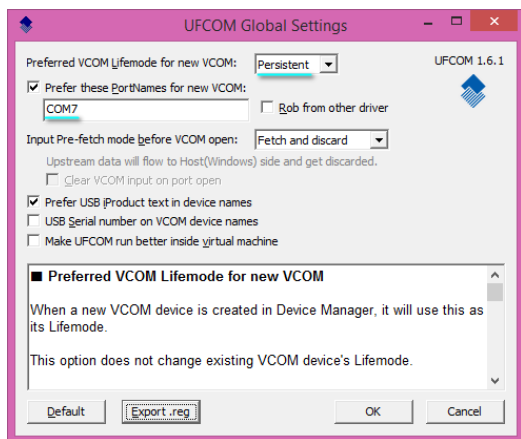 UFCOM Global Settings
Preferred VCOM Lifemode for new VCOM: Persistent UFCOM 1.6.1
Prefer these PortNames for new VCOM:
COM7 Rob from other driver
Input Pre-fetch mode before VCOM open: Fetch and discard
Upstream data will flow to Host(Windows) side and get discarded.
Clear VCOM input on port open
Prefer USB iProduct text in device names
USB Serial number on VCOM device names
Make UFCOM run better inside virtual machine
■ Preferred VCOM Lifemode for new VCOM
When a new VCOM device is created in Device Manager, it will use this as
its Lifemode.
This option does not change existing VCOM device's Lifemode.
Default Export .reg OK Cancel